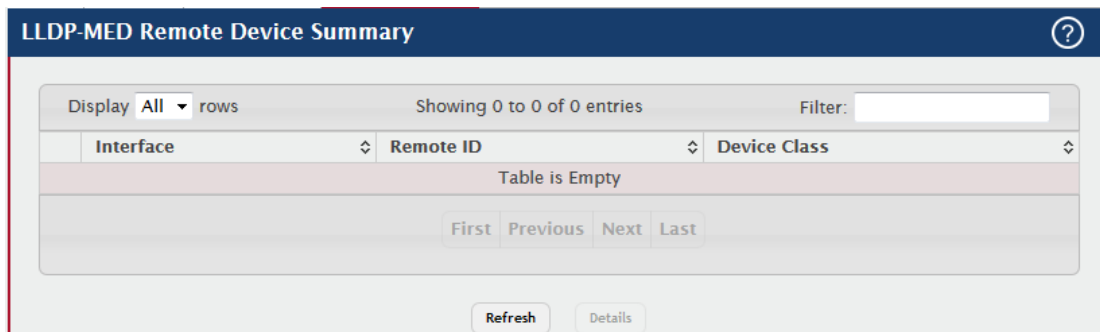 LLDP-MED Remote Device Summary ?
Display All rows Showing 0 to 0 of 0 entries Filter:
Interface Remote ID Device Class
Table is Empty
First Previous Next Last
Refresh Details